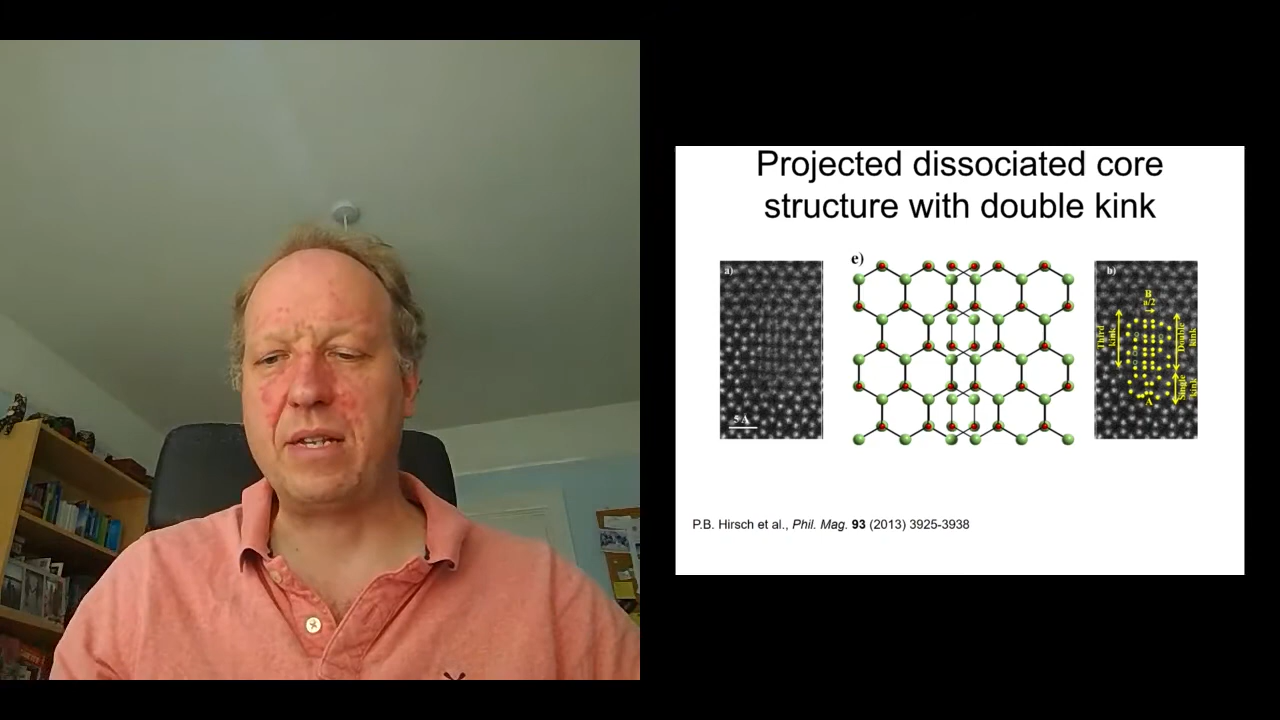 Projected dissociated core
structure with double kink
a)
5 Å
e)
b)
B
a/2
Third
kink
Double
kink
Single
kink
A
P.B. Hirsch et al., Phil. Mag. 93 (2013) 3925-3938